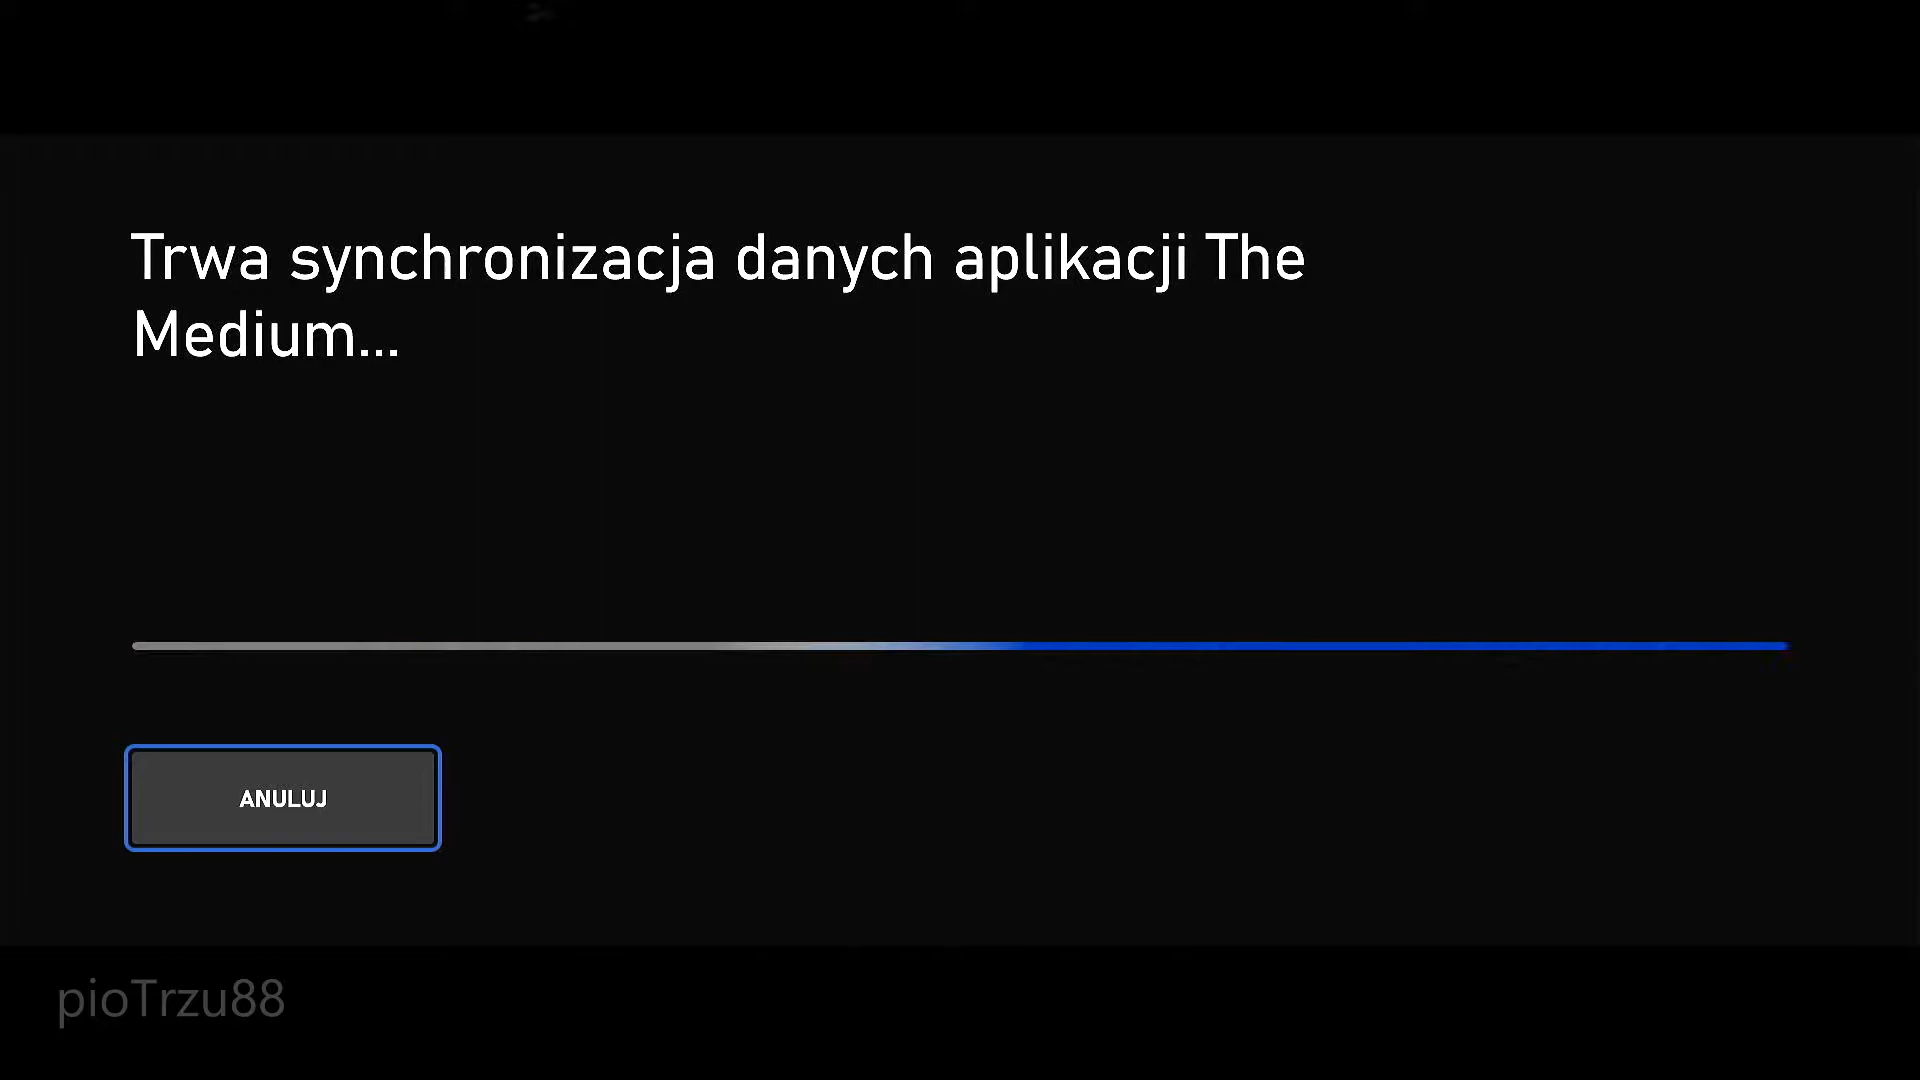 Trwa synchronizacja danych aplikacji The
Medium...
ANULUJ
pioTrzu88